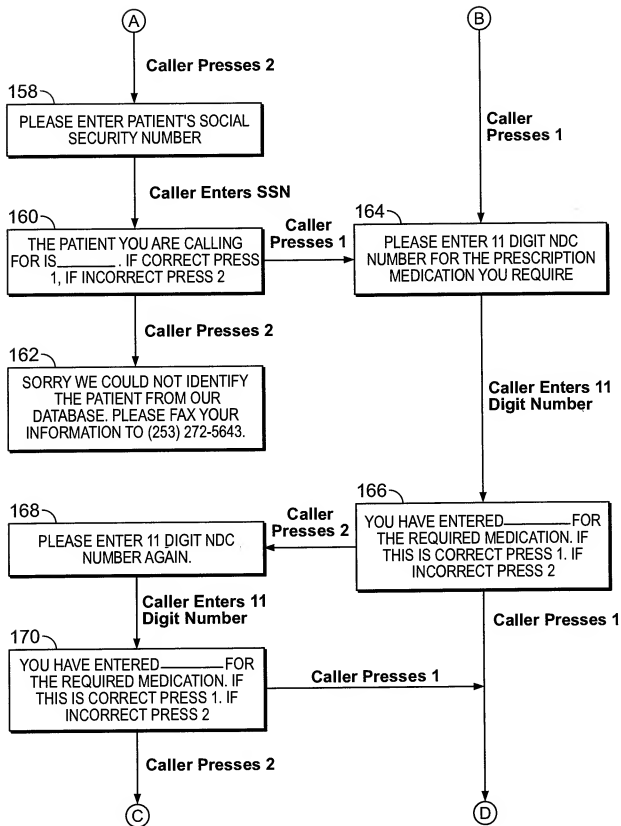 A
B
Caller Presses 2
158
PLEASE ENTER PATIENT'S SOCIAL
SECURITY NUMBER
Caller
Presses 1
Caller Enters SSN
160
THE PATIENT YOU ARE CALLING
FOR IS________. IF CORRECT PRESS
1, IF INCORRECT PRESS 2
Caller
Presses 1
164
PLEASE ENTER 11 DIGIT NDC
NUMBER FOR THE PRESCRIPTION
MEDICATION YOU REQUIRE
Caller Presses 2
162
SORRY WE COULD NOT IDENTIFY
THE PATIENT FROM OUR
DATABASE. PLEASE FAX YOUR
INFORMATION TO (253) 272-5643.
Caller Enters 11
Digit Number
166
YOU HAVE ENTERED________FOR
THE REQUIRED MEDICATION. IF
THIS IS CORRECT PRESS 1. IF
INCORRECT PRESS 2
Caller
Presses 2
168
PLEASE ENTER 11 DIGIT NDC
NUMBER AGAIN.
Caller Enters 11
Digit Number
Caller Presses 1
170
YOU HAVE ENTERED________FOR
THE REQUIRED MEDICATION. IF
THIS IS CORRECT PRESS 1. IF
INCORRECT PRESS 2
Caller Presses 1
Caller Presses 2
C
D